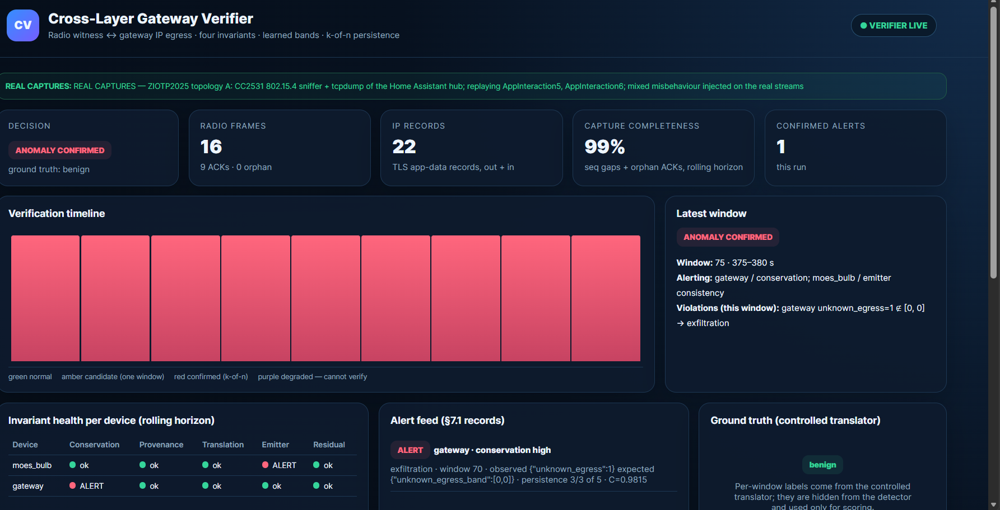 cv
Cross-Layer Gateway Verifier
Radio witness ↔ gateway IP egress · four invariants · learned bands · k-of-n persistence
VERIFIER LIVE
REAL CAPTURES: REAL CAPTURES — ZIOTP2025 topology A: CC2531 802.15.4 sniffer + tcpdump of the Home Assistant hub; replaying AppInteraction5, AppInteraction6; mixed misbehaviour injected on the real streams
DECISION
ANOMALY CONFIRMED
ground truth: benign
RADIO FRAMES
16
9 ACKs · 0 orphan
IP RECORDS
22
TLS app-data records, out + in
CAPTURE COMPLETENESS
99%
seq gaps + orphan ACKs, rolling horizon
CONFIRMED ALERTS
1
this run
Verification timeline
green normal amber candidate (one window) red confirmed (k-of-n) purple degraded — cannot verify
Latest window
ANOMALY CONFIRMED
Window: 75 · 375–380 s
Alerting: gateway / conservation; moes_bulb / emitter
consistency
Violations (this window): gateway unknown_egress=1 ∉ [0, 0]
→ exfiltration
Invariant health per device (rolling horizon)
Device Conservation Provenance Translation Emitter Residual
moes_bulb ok ok ok ALERT ok
gateway ALERT ok ok ok ok
Alert feed (§7.1 records)
ALERT gateway · conservation high
exfiltration · window 70 · observed {"unknown_egress":1} expected
{"unknown_egress_band":[0,0]} · persistence 3/3 of 5 · C=0.9815
Ground truth (controlled translator)
benign
Per-window labels come from the controlled
translator; they are hidden from the detector
and used only for scoring.